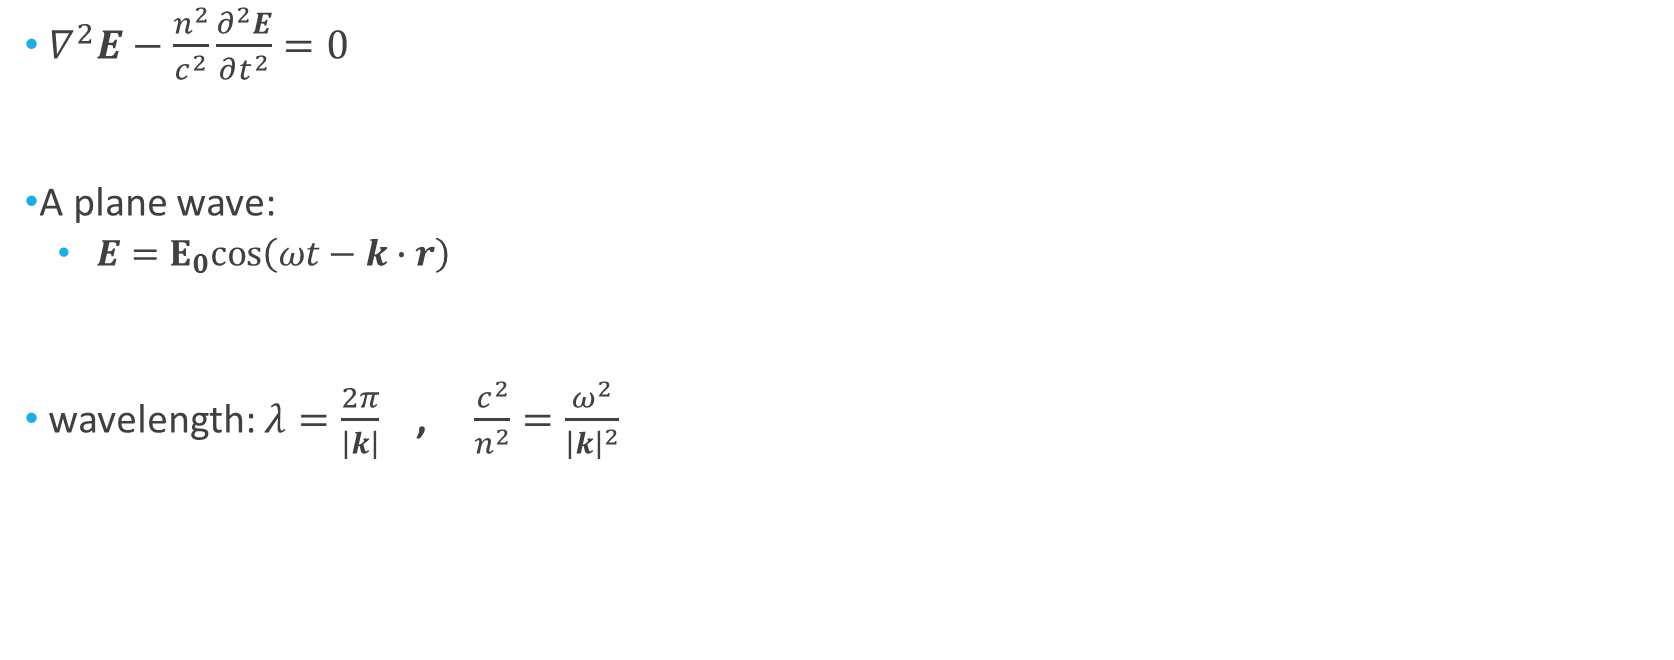 • ∇²𝑬 − n²/c² ∂²𝑬/∂t² = 0
•A plane wave:
• 𝑬 = 𝐄₀cos(ωt − 𝒌 · 𝒓)
• wavelength: λ = 2π/|𝒌| , c²/n² = ω²/|𝒌|²